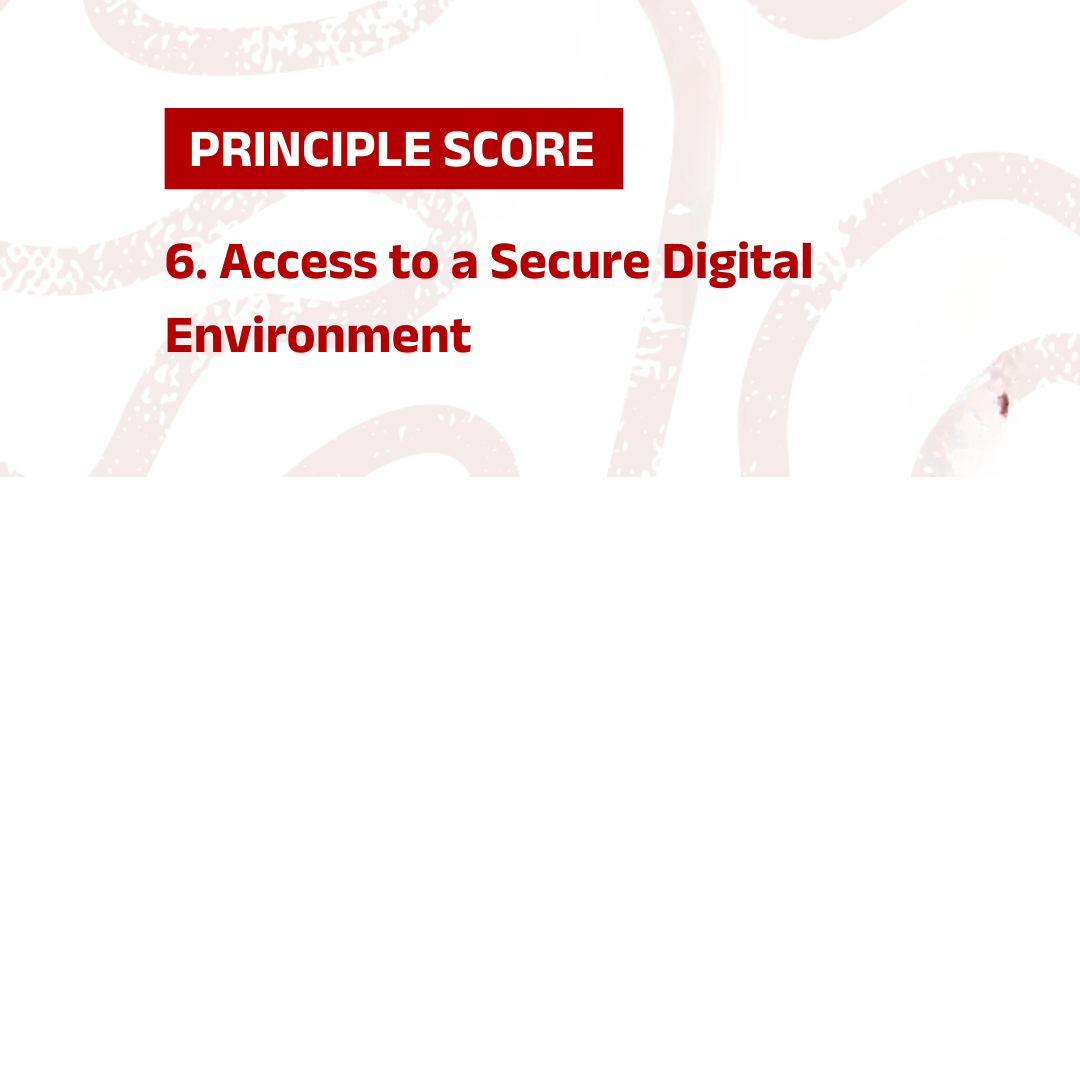 PRINCIPLE SCORE
6. Access to a Secure Digital
Environment